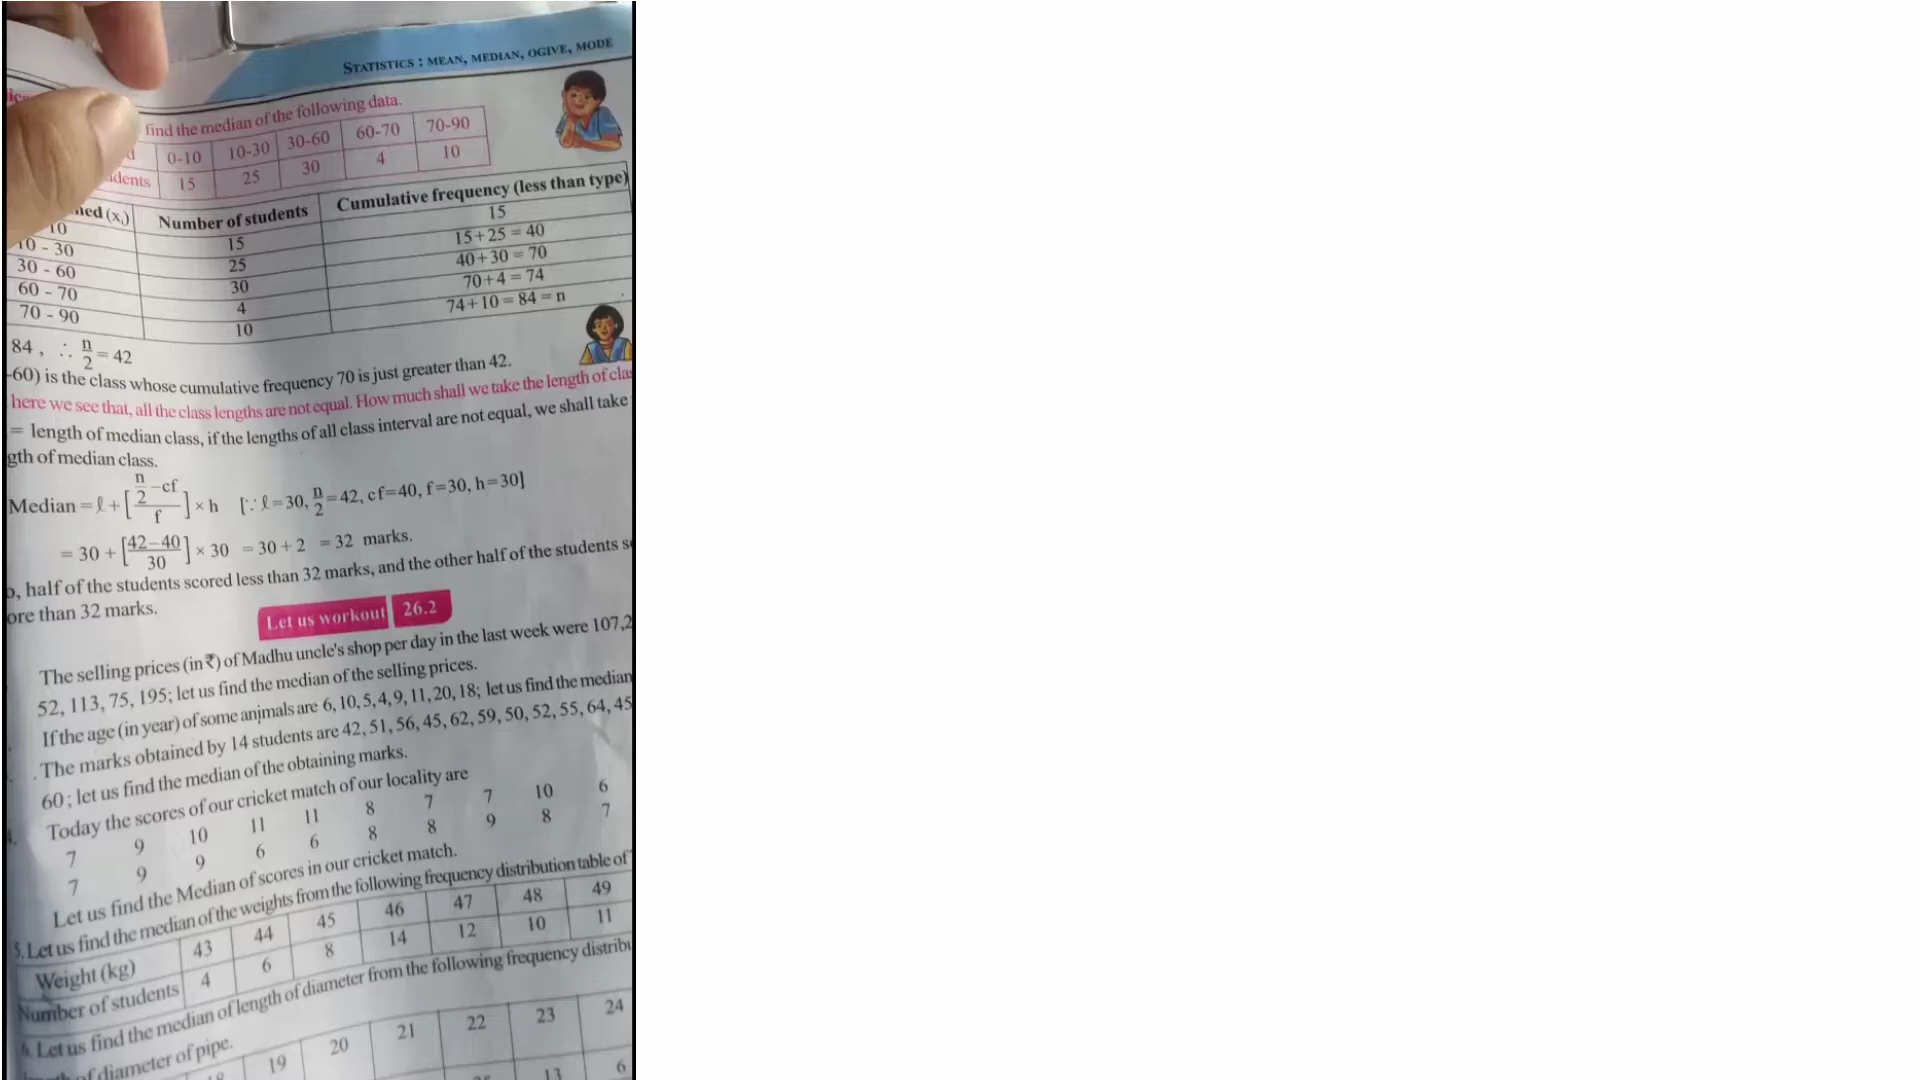 STATISTICS : MEAN, MEDIAN, OGIVE, MODE
find the median of the following data.
0-10 10-30 30-60 60-70 70-90
dents 15 25 30 4 10
ned (xᵢ) Number of students Cumulative frequency (less than type)
10 15 15
10 - 30 25 15+25 = 40
30 - 60 30 40+30 = 70
60 - 70 4 70+4 = 74
70 - 90 10 74+10 = 84 = n
84 , ∴ n/2 = 42
-60) is the class whose cumulative frequency 70 is just greater than 42.
here we see that, all the class lengths are not equal. How much shall we take the length of clas
= length of median class, if the lengths of all class interval are not equal, we shall take
gth of median class.
Median = ℓ + [(n/2 − cf)/f] × h [∵ ℓ=30, n/2=42, cf=40, f=30, h=30]
= 30 + [(42−40)/30] × 30 = 30 + 2 = 32 marks.
o, half of the students scored less than 32 marks, and the other half of the students s
ore than 32 marks.
Let us workout 26.2
The selling prices (in ₹) of Madhu uncle's shop per day in the last week were 107,2
52, 113, 75, 195; let us find the median of the selling prices.
If the age (in year) of some animals are 6, 10, 5, 4, 9, 11, 20, 18; let us find the median
. The marks obtained by 14 students are 42, 51, 56, 45, 62, 59, 50, 52, 55, 64, 45
60 ; let us find the median of the obtaining marks.
Today the scores of our cricket match of our locality are
7 9 10 11 11 8 7 7 10 6
7 9 9 6 6 8 8 9 8 7
Let us find the Median of scores in our cricket match.
5. Let us find the median of the weights from the following frequency distribution table of
Weight (kg) 43 44 45 46 47 48 49
Number of students 4 6 8 14 12 10 11
6. Let us find the median of length of diameter from the following frequency distribu
of diameter of pipe. 19 20 21 22 23 24
13 6